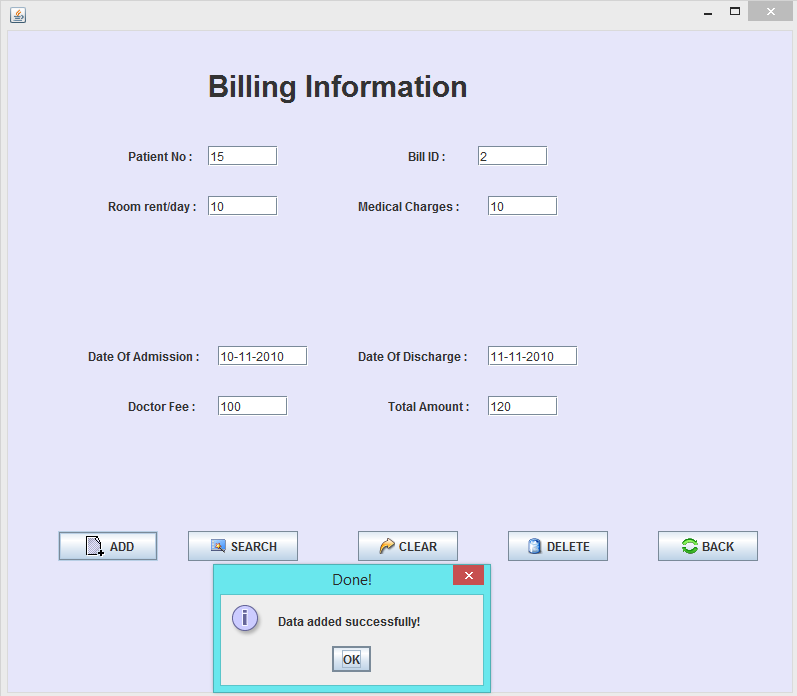 Billing Information
Patient No : 15 Bill ID : 2
Room rent/day : 10 Medical Charges : 10
Date Of Admission : 10-11-2010 Date Of Discharge : 11-11-2010
Doctor Fee : 100 Total Amount : 120
ADD SEARCH CLEAR DELETE BACK
Done!
Data added successfully!
OK